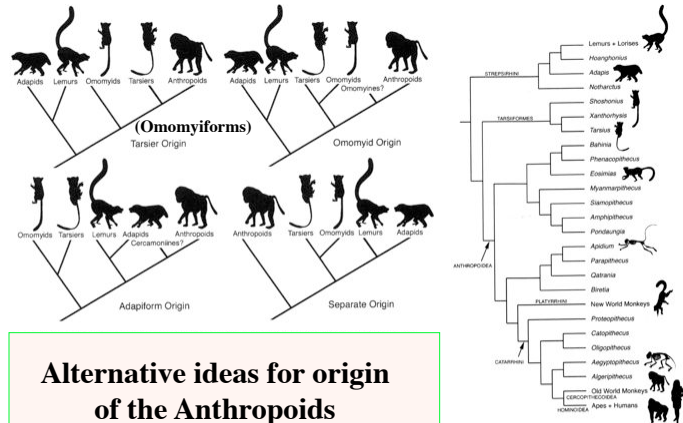 Adapids Lemurs Omomyids Tarsiers Anthropoids
(Omomyiforms)
Tarsier Origin
Adapids Lemurs Tarsiers Omomyids Anthropoids
Omomyines?
Omomyid Origin
Omomyids Tarsiers Lemurs Adapids Anthropoids
Cercamoniines?
Adapiform Origin
Anthropoids Tarsiers Omomyids Lemurs Adapids
Separate Origin
Alternative ideas for origin
of the Anthropoids
Lemurs + Lorises
Hoanghonius
STREPSIRHINI
Adapis
Notharctus
Shoshonius
TARSIIFORMES
Xanthorhysis
Tarsius
Bahinia
Phenacopithecus
Eosimias
Myanmarpithecus
Siamopithecus
Amphipithecus
Pondaungia
Apidium
ANTHROPOIDEA
Parapithecus
Qatrania
Biretia
PLATYRRHINI
New World Monkeys
Proteopithecus
Catopithecus
Oligopithecus
CATARRHINI
Aegyptopithecus
Algeripithecus
Old World Monkeys
CERCOPITHECOIDEA
Apes + Humans
HOMINOIDEA